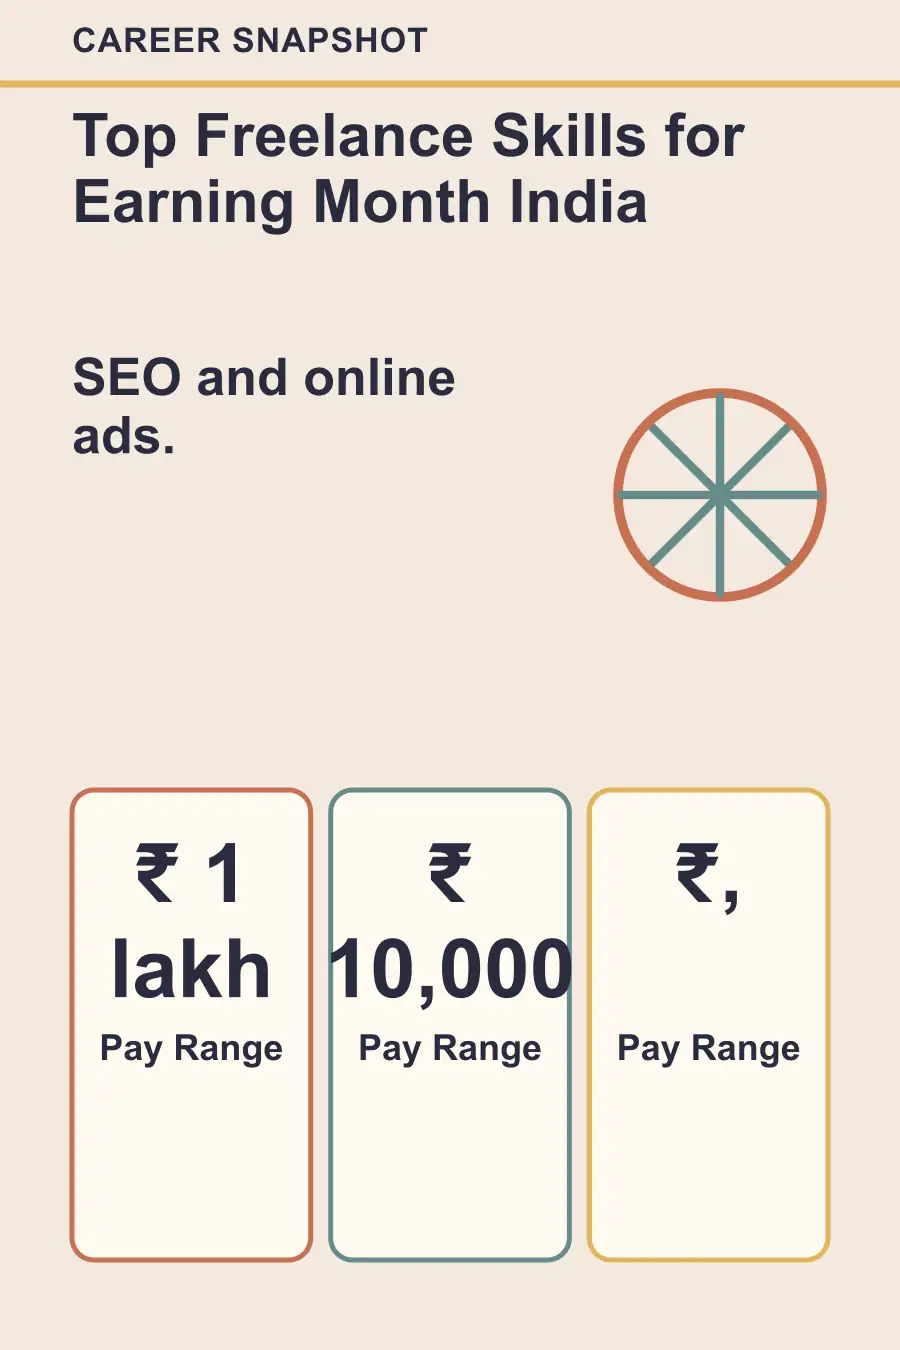 CAREER SNAPSHOT
Top Freelance Skills for
Earning Month India
SEO and online
ads.
₹ 1
lakh
Pay Range
₹
10,000
Pay Range
₹,
Pay Range